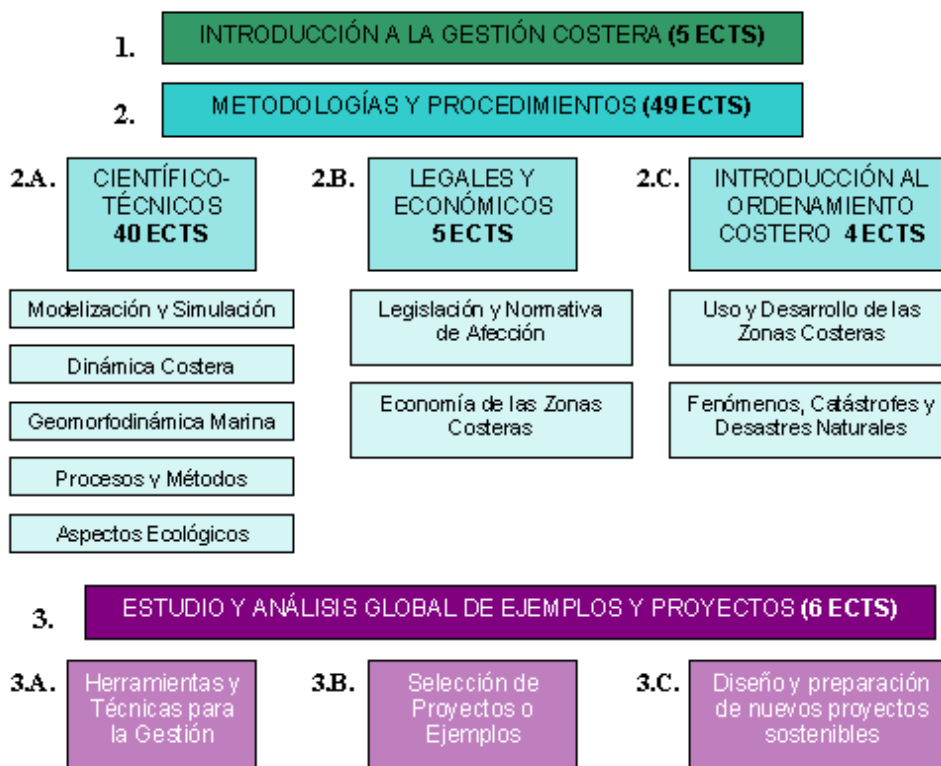 1. INTRODUCCIÓN A LA GESTIÓN COSTERA (5 ECTS)
2. METODOLOGÍAS Y PROCEDIMIENTOS (49 ECTS)
2.A. CIENTÍFICO-
TÉCNICOS
40 ECTS
Modelización y Simulación
Dinámica Costera
Geomorfodinámica Marina
Procesos y Métodos
Aspectos Ecológicos
2.B. LEGALES Y
ECONÓMICOS
5 ECTS
Legislación y Normativa
de Afección
Economía de las Zonas
Costeras
2.C. INTRODUCCIÓN AL
ORDENAMIENTO
COSTERO 4 ECTS
Uso y Desarrollo de las
Zonas Costeras
Fenómenos, Catástrofes y
Desastres Naturales
3. ESTUDIO Y ANÁLISIS GLOBAL DE EJEMPLOS Y PROYECTOS (6 ECTS)
3.A. Herramientas y
Técnicas para
la Gestión
3.B. Selección de
Proyectos o
Ejemplos
3.C. Diseño y preparación
de nuevos proyectos
sostenibles